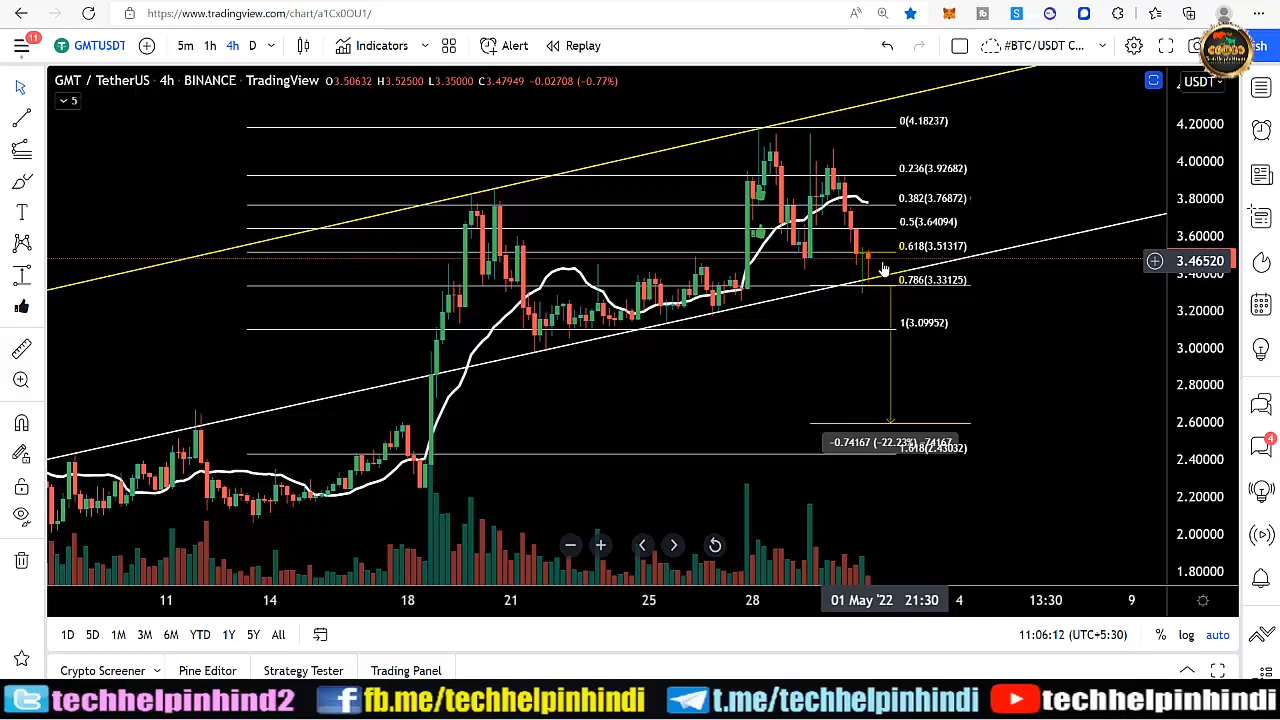 https://www.tradingview.com/chart/a1Cx0OU1/
11 GMTUSDT 5m 1h 4h D Indicators Alert Replay #BTC/USDT C... sh
GMT / TetherUS · 4h · BINANCE · TradingView O3.50632 H3.52500 L3.35000 C3.47949 −0.02708 (−0.77%)
USDT
5
0(4.18237)
0.236(3.92682)
0.382(3.76872)
0.5(3.64094)
0.618(3.51317)
0.786(3.33125)
1(3.09952)
−0.74167 (−22.23%) -74167
1.618(2.43032)
4.20000
4.00000
3.80000
3.60000
3.46520
3.40000
3.20000
3.00000
2.80000
2.60000
2.40000
2.20000
2.00000
1.80000
4
11 14 18 21 25 28 01 May '22 21:30 4 13:30 9
1D 5D 1M 3M 6M YTD 1Y 5Y All 11:06:12 (UTC+5:30) % log auto
Crypto Screener Pine Editor Strategy Tester Trading Panel
techhelpinhind2 fb.me/techhelpinhindi t.me/techhelpinhindi techhelpinhindi